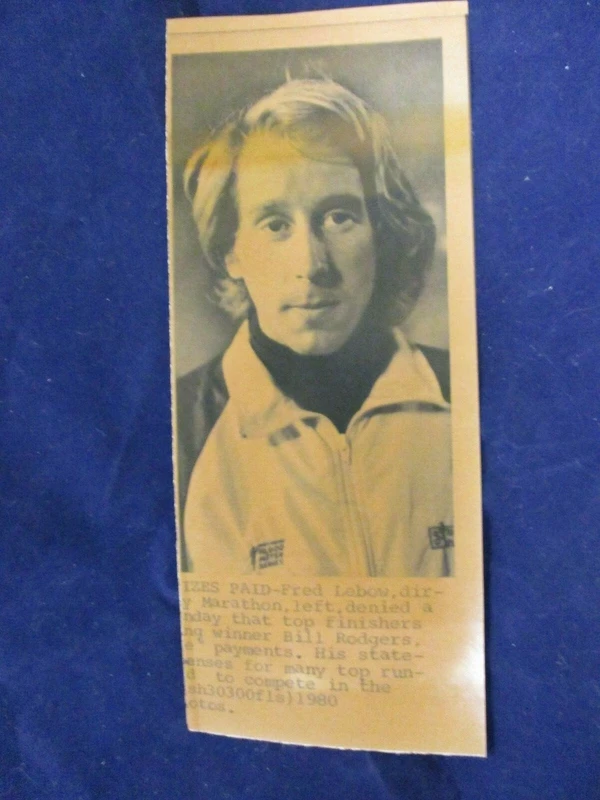 IZES PAID-Fred Lebow,dir-
y Marathon,left,denied a
nday that top finishers
ng winner Bill Rodgers,
e payments. His state-
enses for many top run-
d to compete in the
sh30300fls)1980
otos.